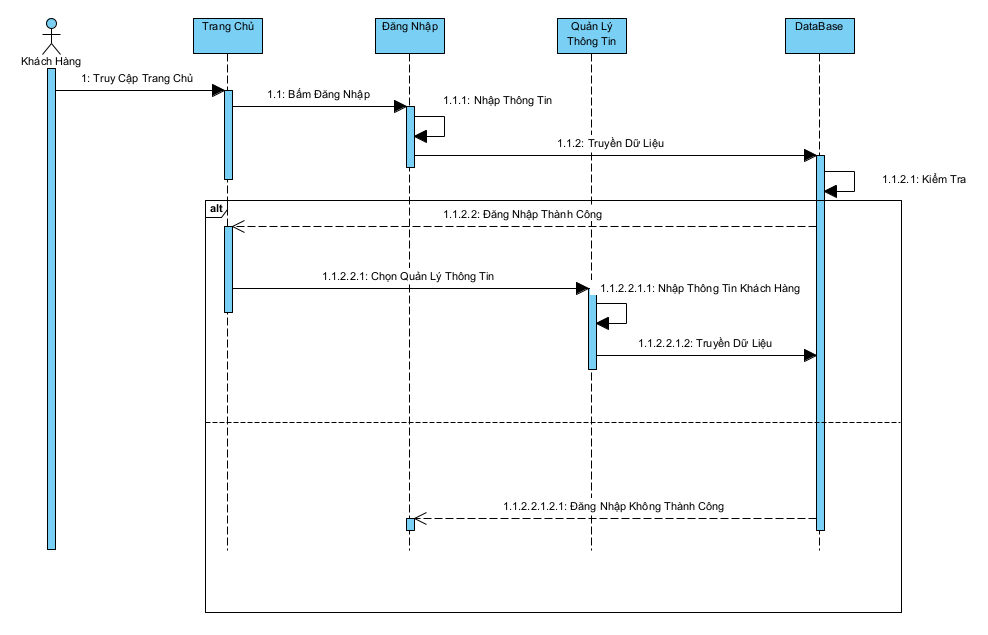 Trang Chủ
Đăng Nhập
Quản Lý
Thông Tin
DataBase
Khách Hàng
1: Truy Cập Trang Chủ
1.1: Bấm Đăng Nhập
1.1.1: Nhập Thông Tin
1.1.2: Truyền Dữ Liệu
1.1.2.1: Kiểm Tra
alt
1.1.2.2: Đăng Nhập Thành Công
1.1.2.2.1: Chọn Quản Lý Thông Tin
1.1.2.2.1.1: Nhập Thông Tin Khách Hàng
1.1.2.2.1.2: Truyền Dữ Liệu
1.1.2.2.1.2.1: Đăng Nhập Không Thành Công